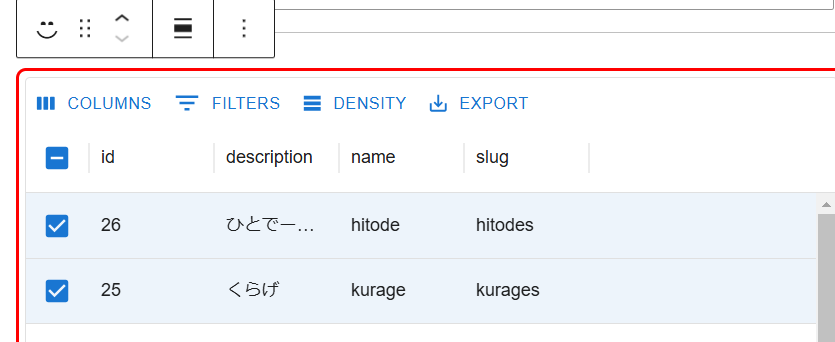 COLUMNS FILTERS DENSITY EXPORT
id description name slug
26 ひとでー... hitode hitodes
25 くらげ kurage kurages